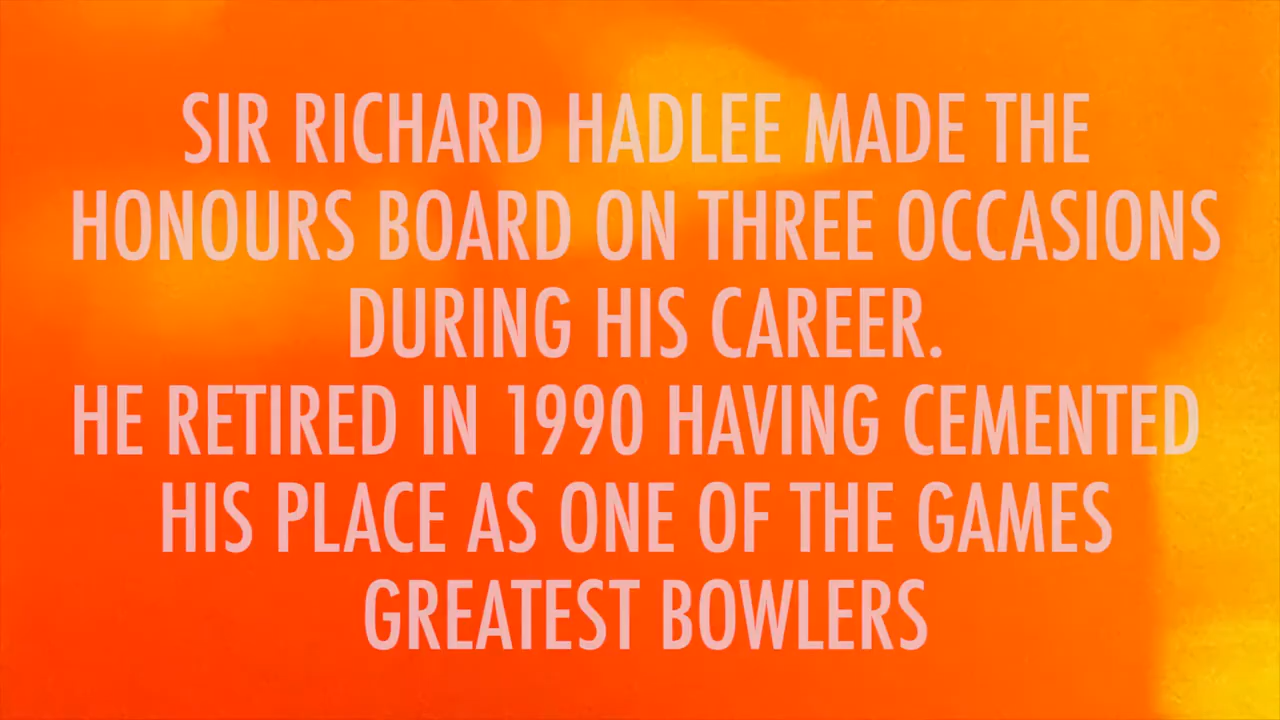 SIR RICHARD HADLEE MADE THE
HONOURS BOARD ON THREE OCCASIONS
DURING HIS CAREER.
HE RETIRED IN 1990 HAVING CEMENTED
HIS PLACE AS ONE OF THE GAMES
GREATEST BOWLERS